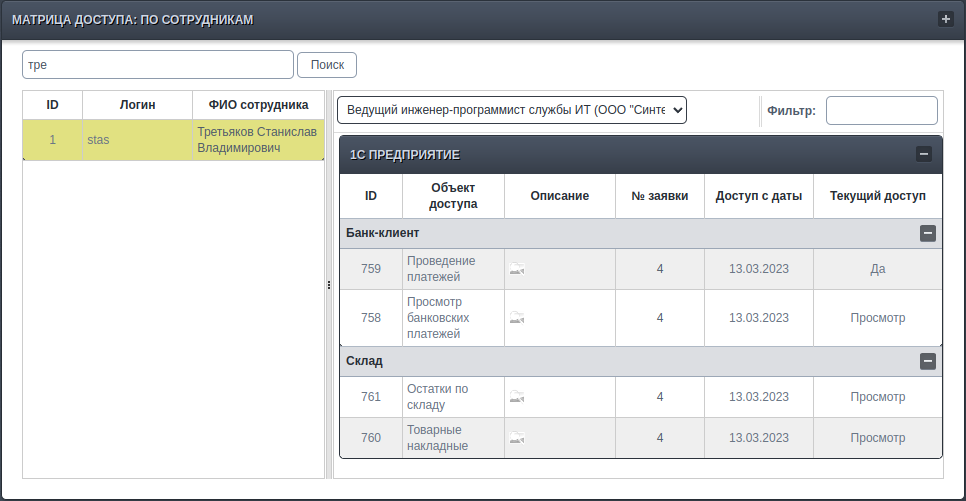 МАТРИЦА ДОСТУПА: ПО СОТРУДНИКАМ
тре
Поиск
ID Логин ФИО сотрудника
1 stas Третьяков Станислав
Владимирович
Ведущий инженер-программист службы ИТ (ООО "Синте
Фильтр:
1С ПРЕДПРИЯТИЕ
ID Объект
доступа Описание № заявки Доступ с даты Текущий доступ
Банк-клиент
759 Проведение
платежей 4 13.03.2023 Да
758 Просмотр
банковских
платежей 4 13.03.2023 Просмотр
Склад
761 Остатки по
складу 4 13.03.2023 Просмотр
760 Товарные
накладные 4 13.03.2023 Просмотр